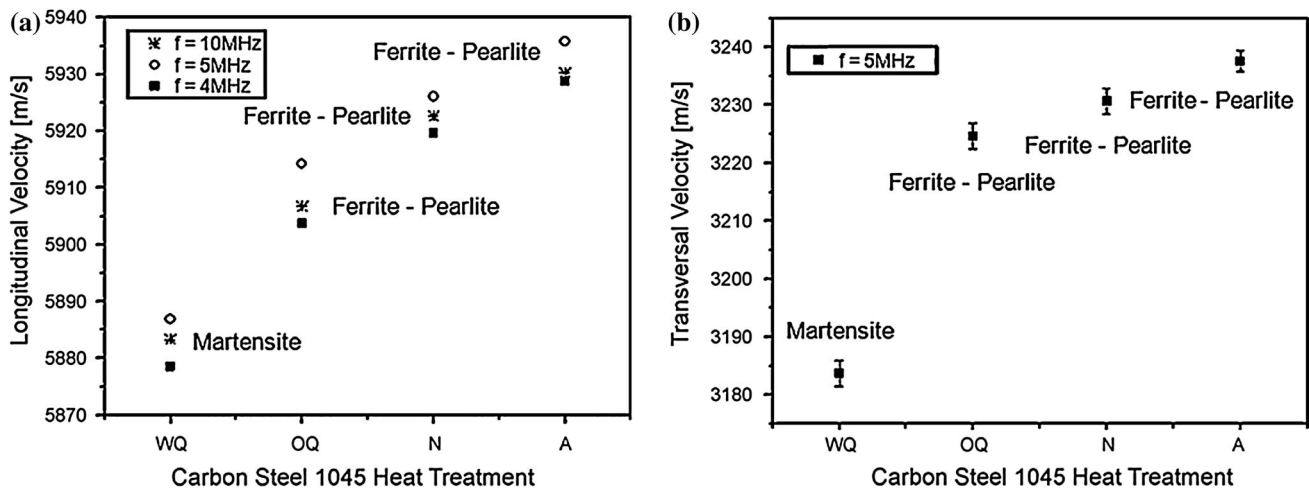 (a)
5940
5930
5920
5910
5900
5890
5880
5870
Longitudinal Velocity [m/s]
f = 10MHz
f = 5MHz
f = 4MHz
Ferrite - Pearlite
Ferrite - Pearlite
Ferrite - Pearlite
Martensite
WQ OQ N A
Carbon Steel 1045 Heat Treatment
(b)
3240
3230
3220
3210
3200
3190
3180
Transversal Velocity [m/s]
f = 5MHz
Ferrite - Pearlite
Ferrite - Pearlite
Ferrite - Pearlite
Martensite
WQ OQ N A
Carbon Steel 1045 Heat Treatment